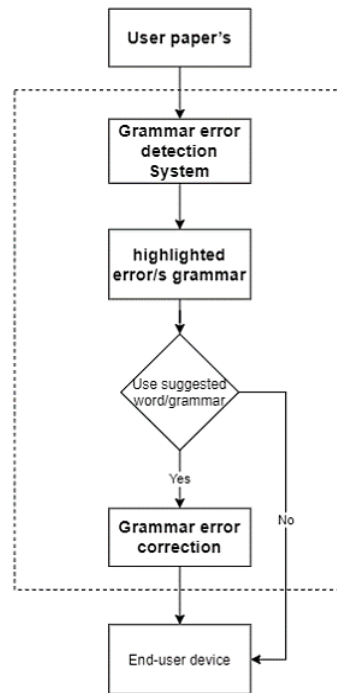 User paper's
Grammar error
detection
System
highlighted
error/s grammar
Use suggested
word/grammar
Yes
No
Grammar error
correction
End-user device